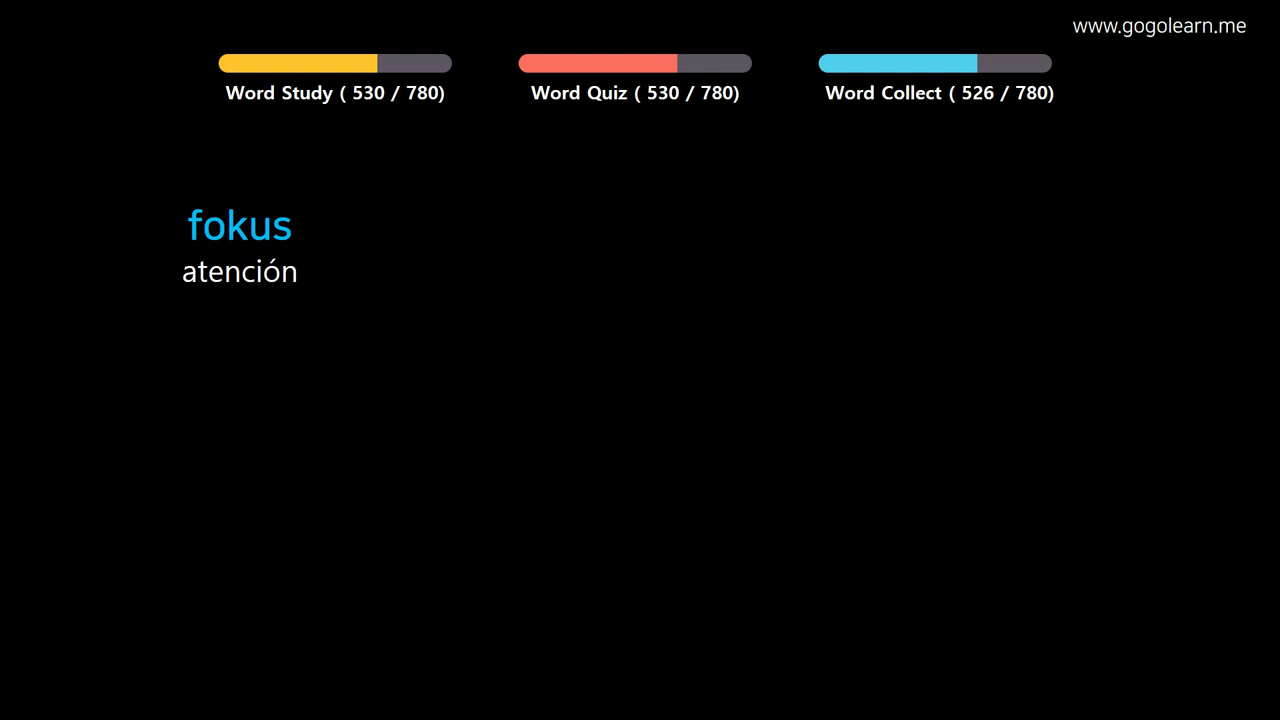 www.gogolearn.me
Word Study ( 530 / 780)
Word Quiz ( 530 / 780)
Word Collect ( 526 / 780)
fokus
atención